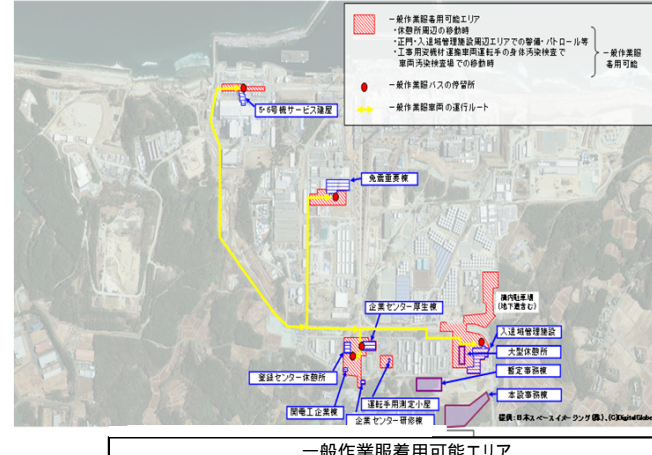 一般作業服着用可能エリア
・休憩所周辺の移動時
・正門・入退域管理施設周辺エリアでの警備・パトロール等
・工事用資機材運搬車両運転手の身体汚染検査で
車両汚染検査場での移動時
一般作業服
着用可能
一般作業服バスの停留所
一般作業服車両の運行ルート
5・6号機サービス建屋
免震重要棟
構内駐車場
(地下道含む)
企業センター厚生棟
入退域管理施設
大型休憩所
登録センター休憩所
暫定事務棟
運転手用測定小屋
本設事務棟
関電工企業棟
企業センター研修棟
提供:日本スペースイメージング(株)、(C)DigitalGlobe
一般作業服着用可能エリア